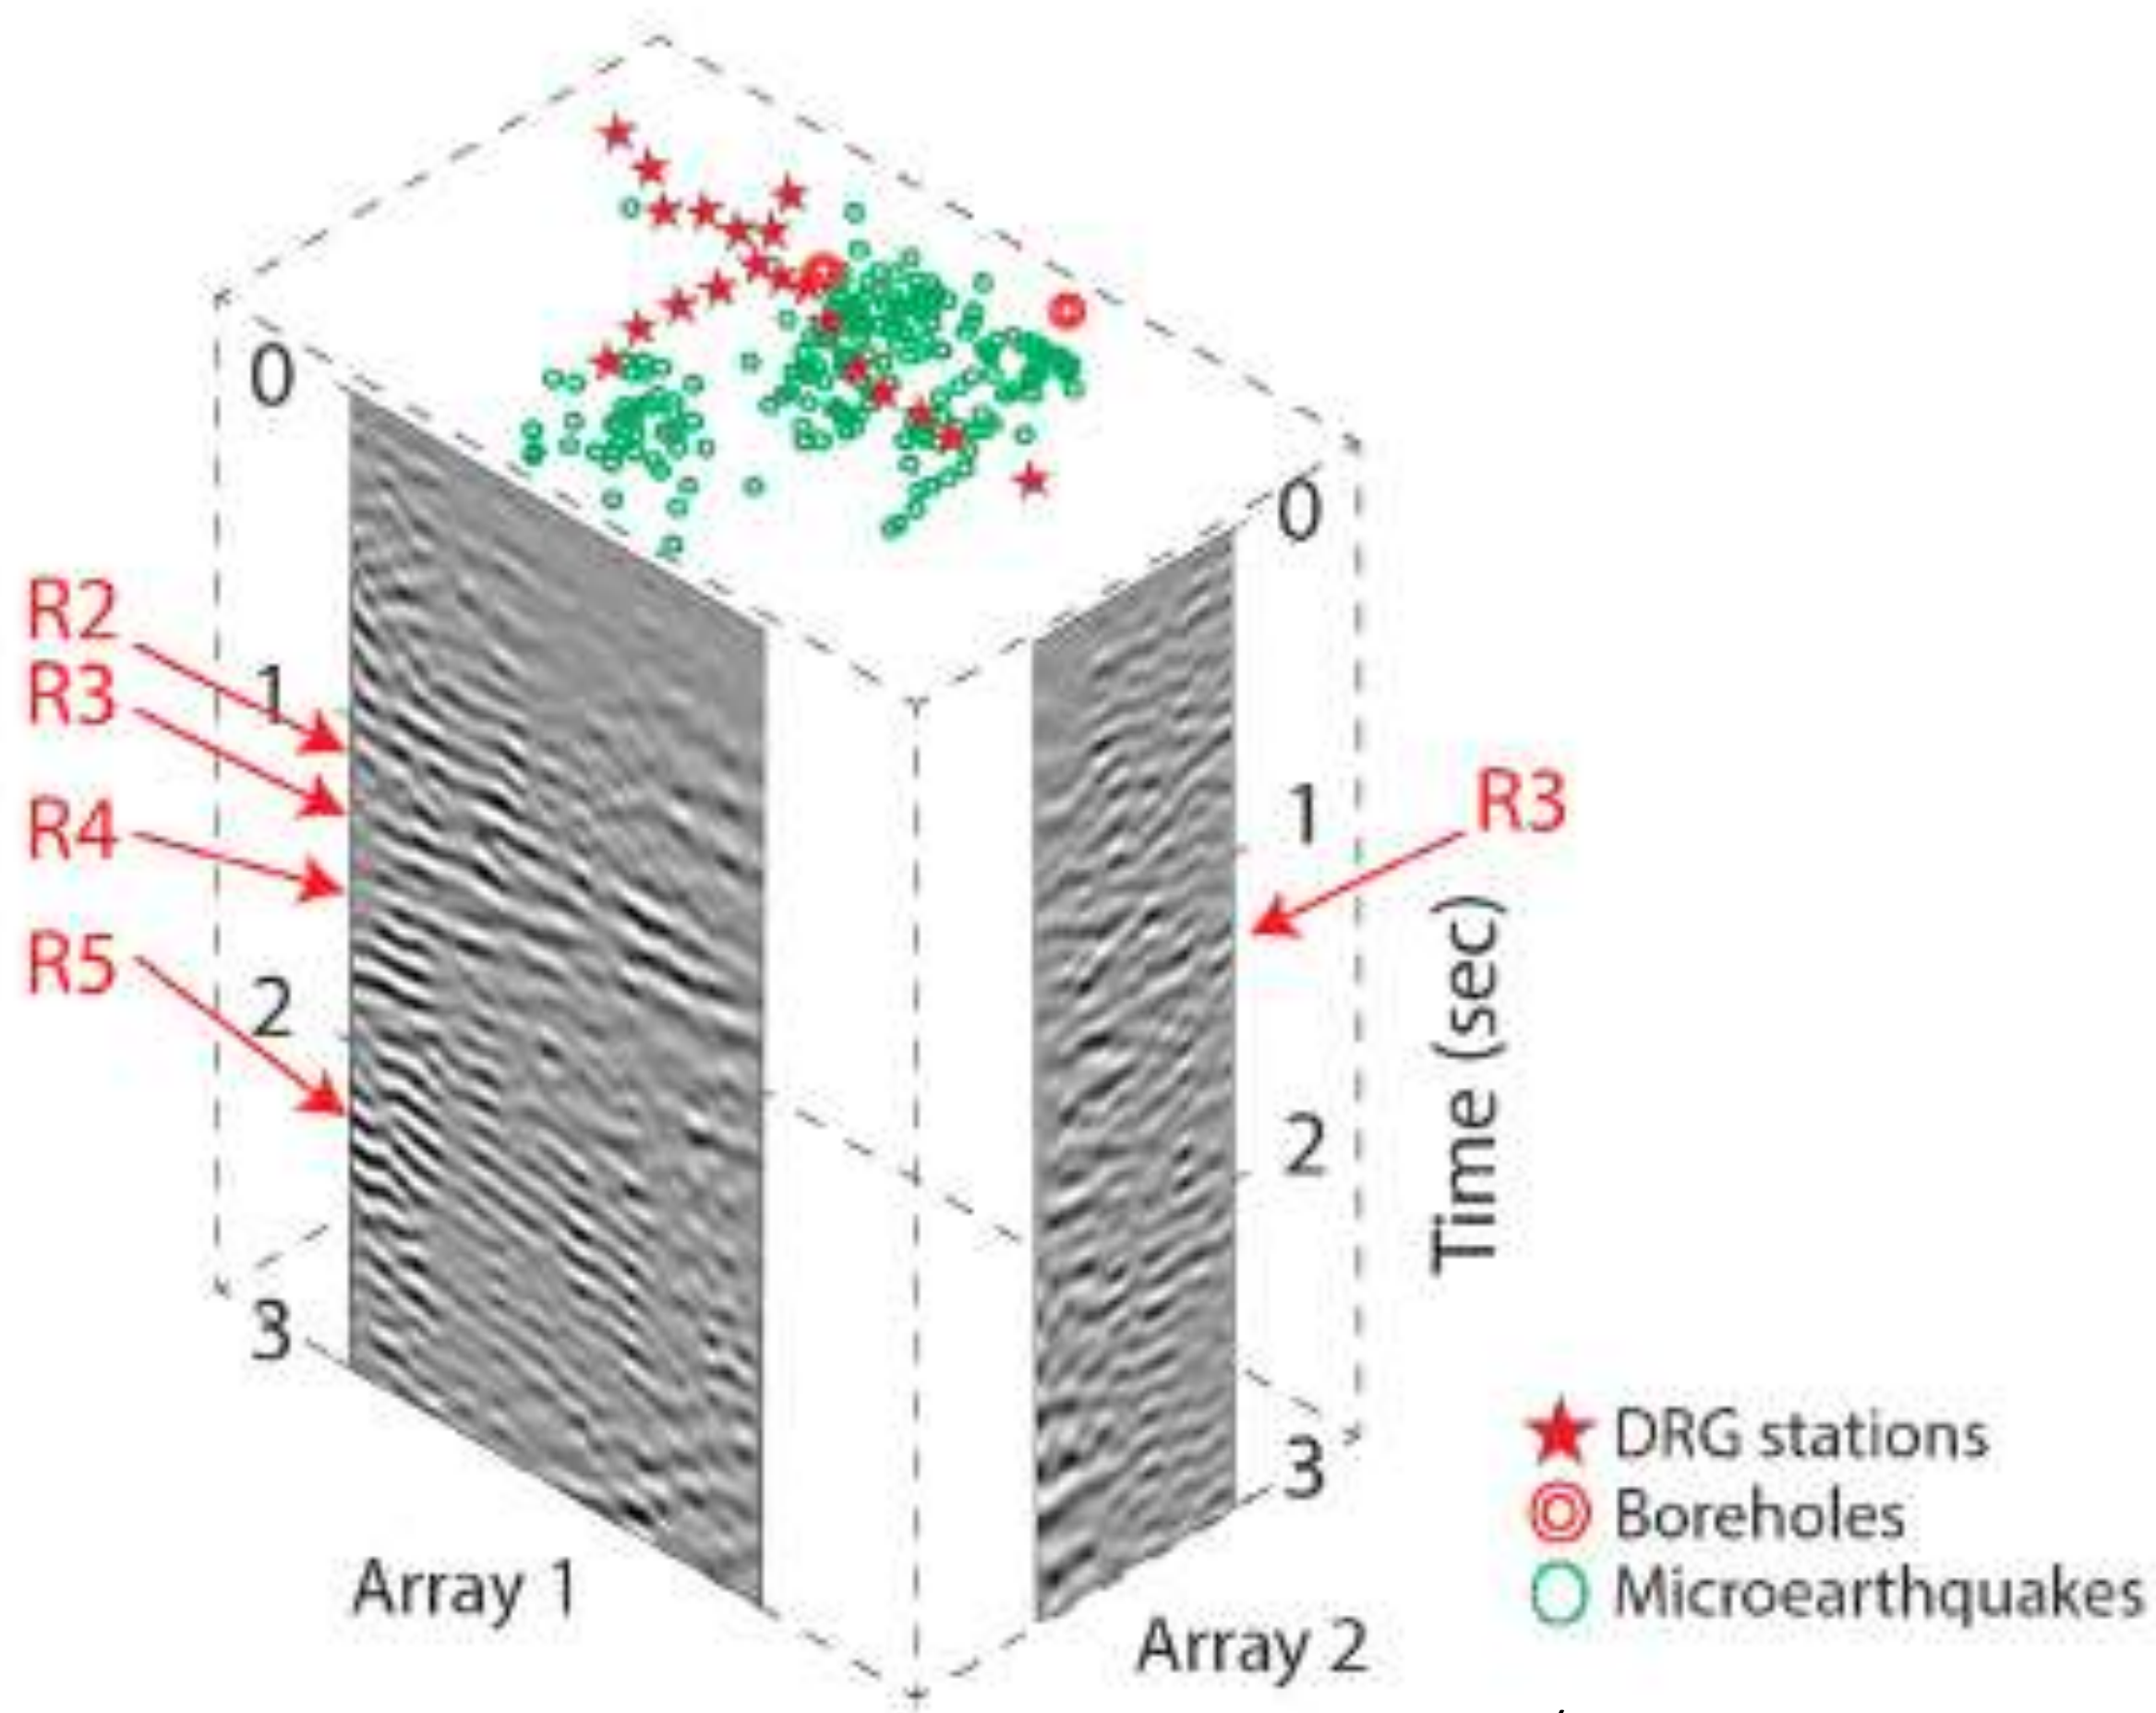 0
0
R2
R3
1
R4
R5
2
3
R3
1
2
3
Time (sec)
Array 1
Array 2
DRG stations
Boreholes
Microearthquakes